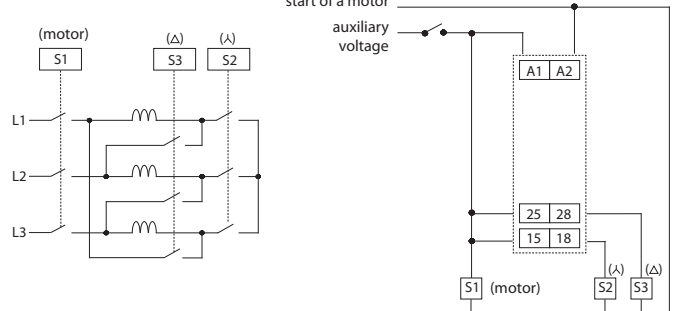 (motor)
(△)
(⅄)
S1
S3
S2
L1
L2
L3
start of a motor
auxiliary
voltage
A1 A2
25 28
15 18
S1 (motor)
(⅄)
S2
(△)
S3